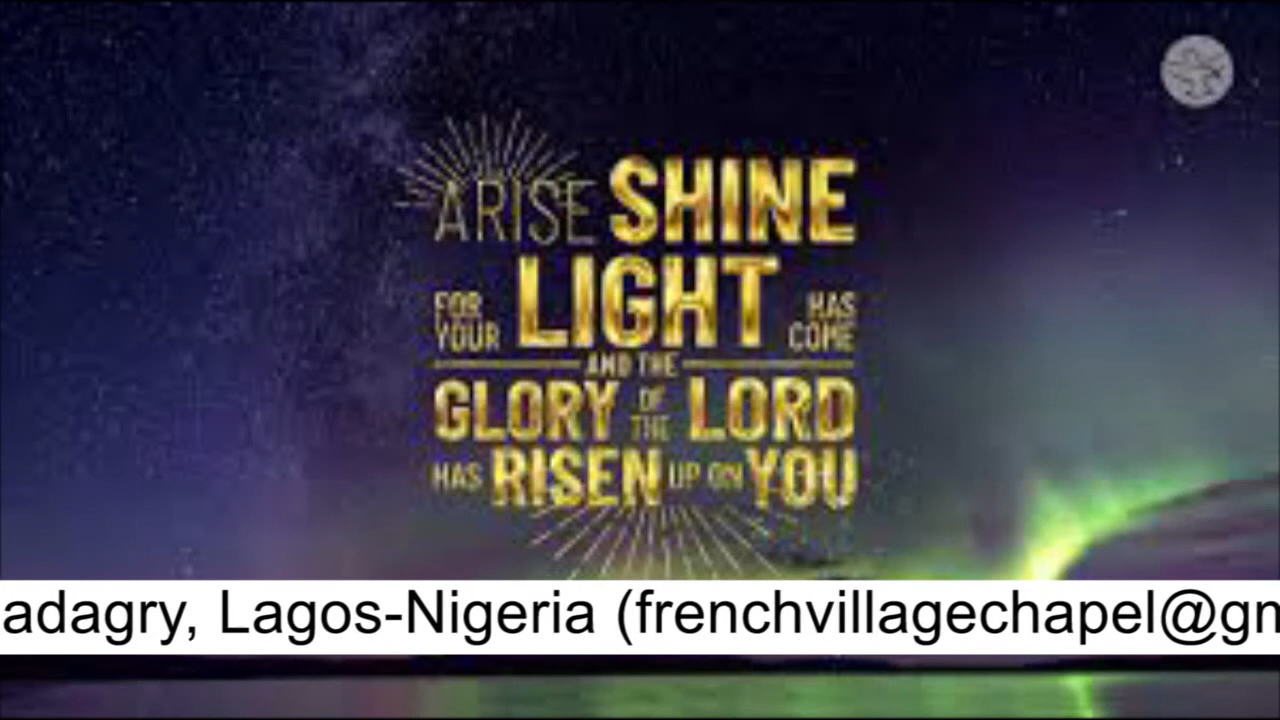 ARISE SHINE
FOR YOUR LIGHT HAS COME
AND THE
GLORY OF THE LORD
HAS RISEN UP ON YOU
adagry, Lagos-Nigeria (frenchvillagechapel@gm